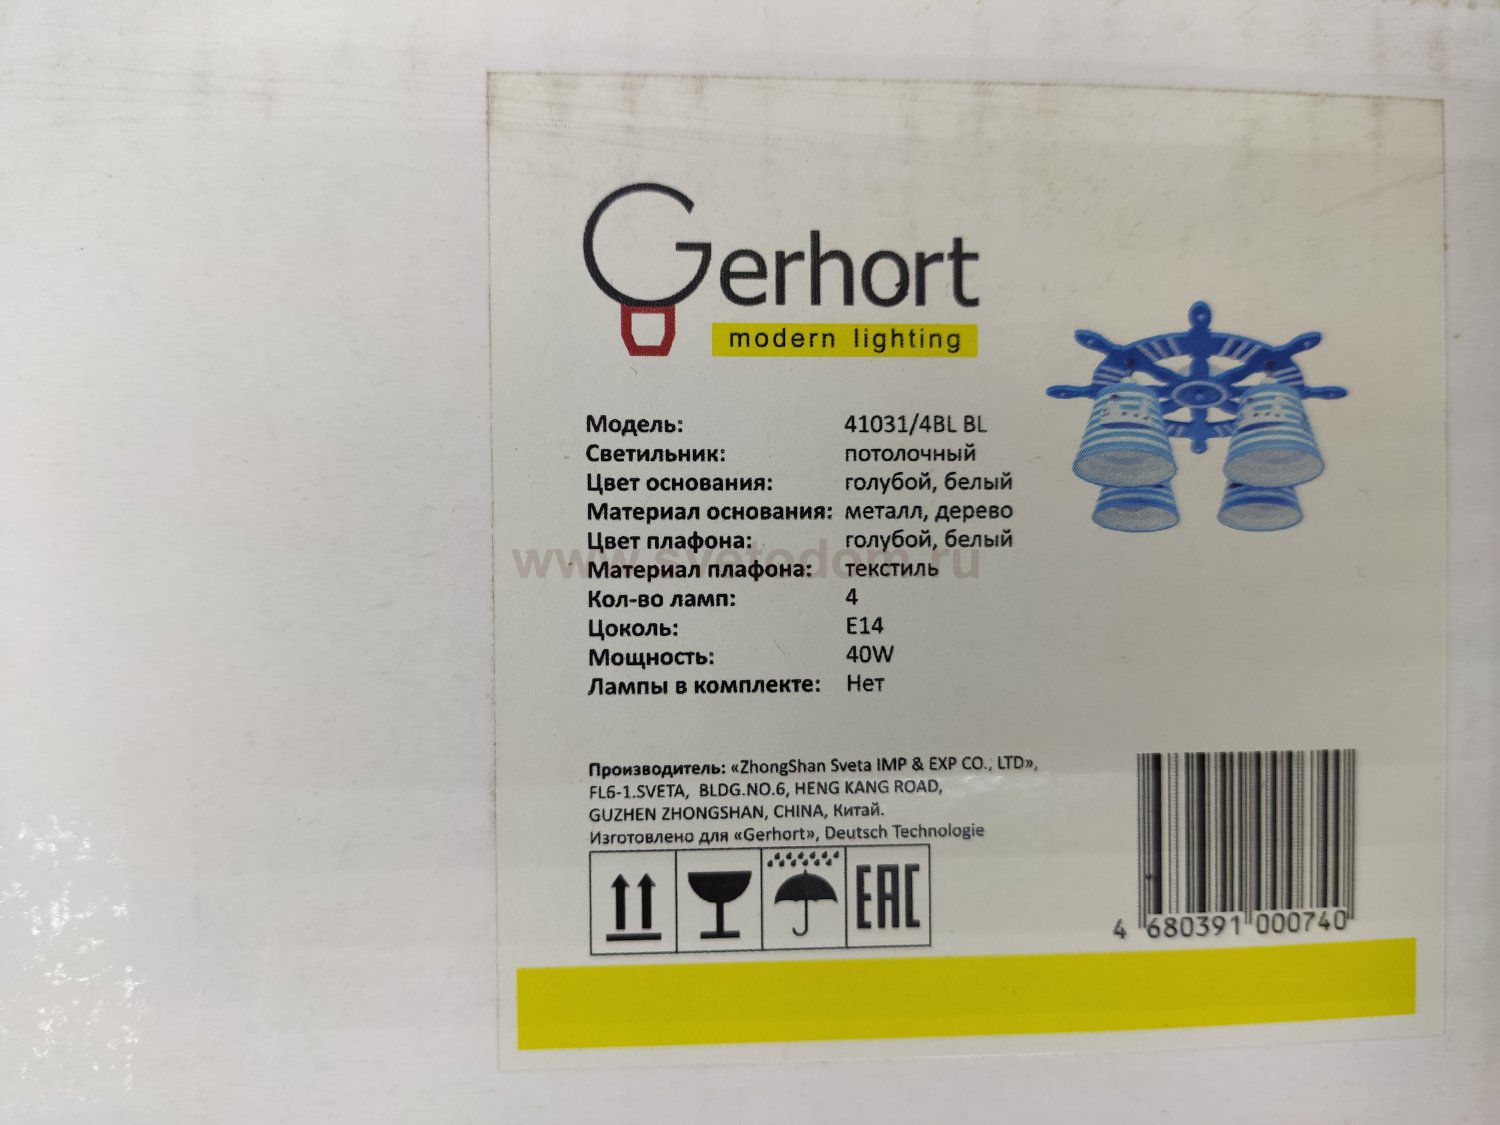 Gerhort
modern lighting
Модель: 41031/4BL BL
Светильник: потолочный
Цвет основания: голубой, белый
Материал основания: металл, дерево
Цвет плафона: голубой, белый
www.svetodom.ru
Материал плафона: текстиль
Кол-во ламп: 4
Цоколь: E14
Мощность: 40W
Лампы в комплекте: Нет
Производитель: «ZhongShan Sveta IMP & EXP CO., LTD»,
FL6-1.SVETA, BLDG.NO.6, HENG KANG ROAD,
GUZHEN ZHONGSHAN, CHINA, Китай.
Изготовлено для «Gerhort», Deutsch Technologie
EAC
4 680391 000740